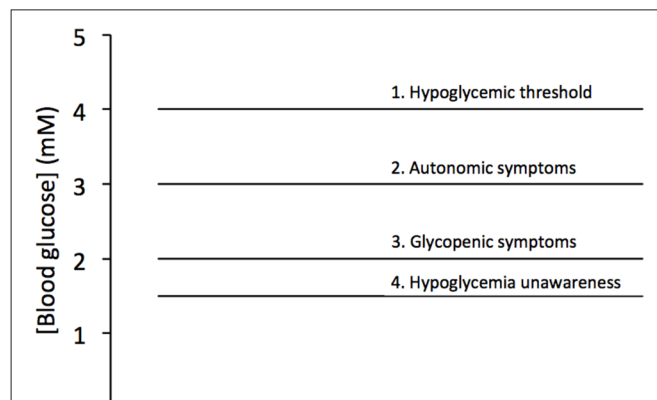 5
1. Hypoglycemic threshold
4
2. Autonomic symptoms
3
3. Glycopenic symptoms
2
4. Hypoglycemia unawareness
1
[Blood glucose] (mM)